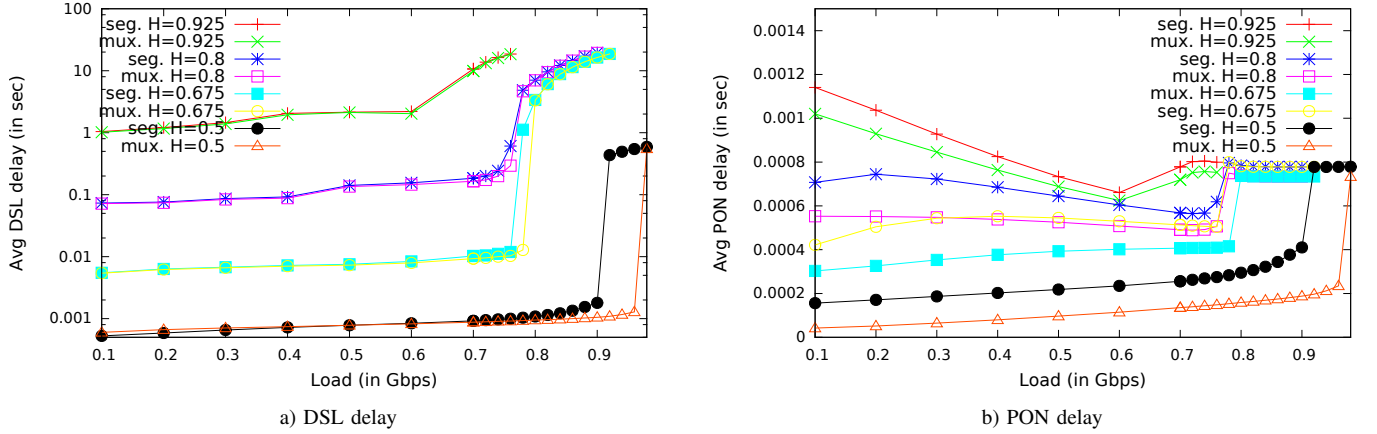 Avg DSL delay (in sec)
100
10
1
0.1
0.01
0.001
seg. H=0.925
mux. H=0.925
seg. H=0.8
mux. H=0.8
seg. H=0.675
mux. H=0.675
seg. H=0.5
mux. H=0.5
0.1 0.2 0.3 0.4 0.5 0.6 0.7 0.8 0.9
Load (in Gbps)
a) DSL delay
Avg PON delay (in sec)
0.0014
0.0012
0.001
0.0008
0.0006
0.0004
0.0002
0
seg. H=0.925
mux. H=0.925
seg. H=0.8
mux. H=0.8
mux. H=0.675
seg. H=0.675
seg. H=0.5
mux. H=0.5
0.1 0.2 0.3 0.4 0.5 0.6 0.7 0.8 0.9
Load (in Gbps)
b) PON delay